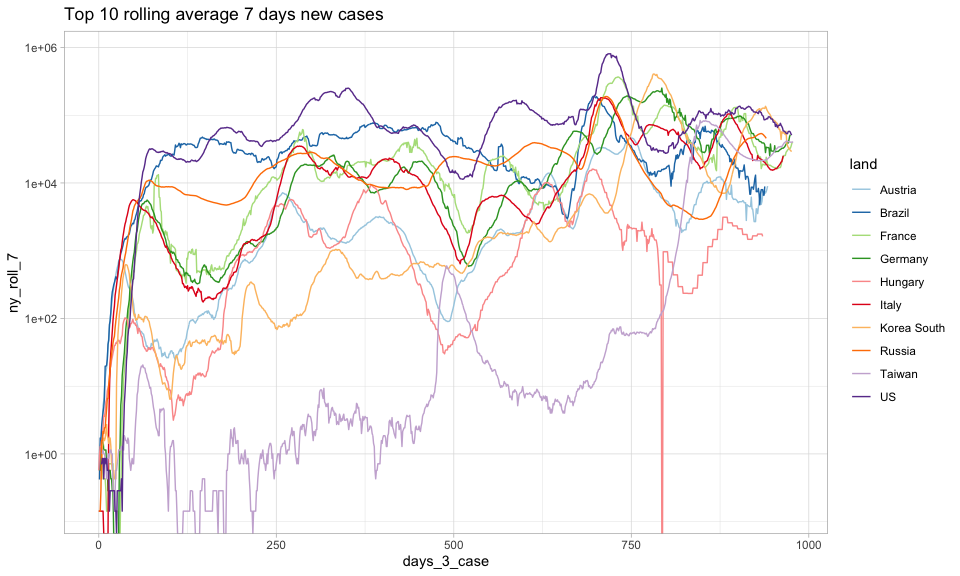 Top 10 rolling average 7 days new cases
ny_roll_7
1e+06
1e+04
1e+02
1e+00
0
250
500
750
1000
days_3_case
land
Austria
Brazil
France
Germany
Hungary
Italy
Korea South
Russia
Taiwan
US